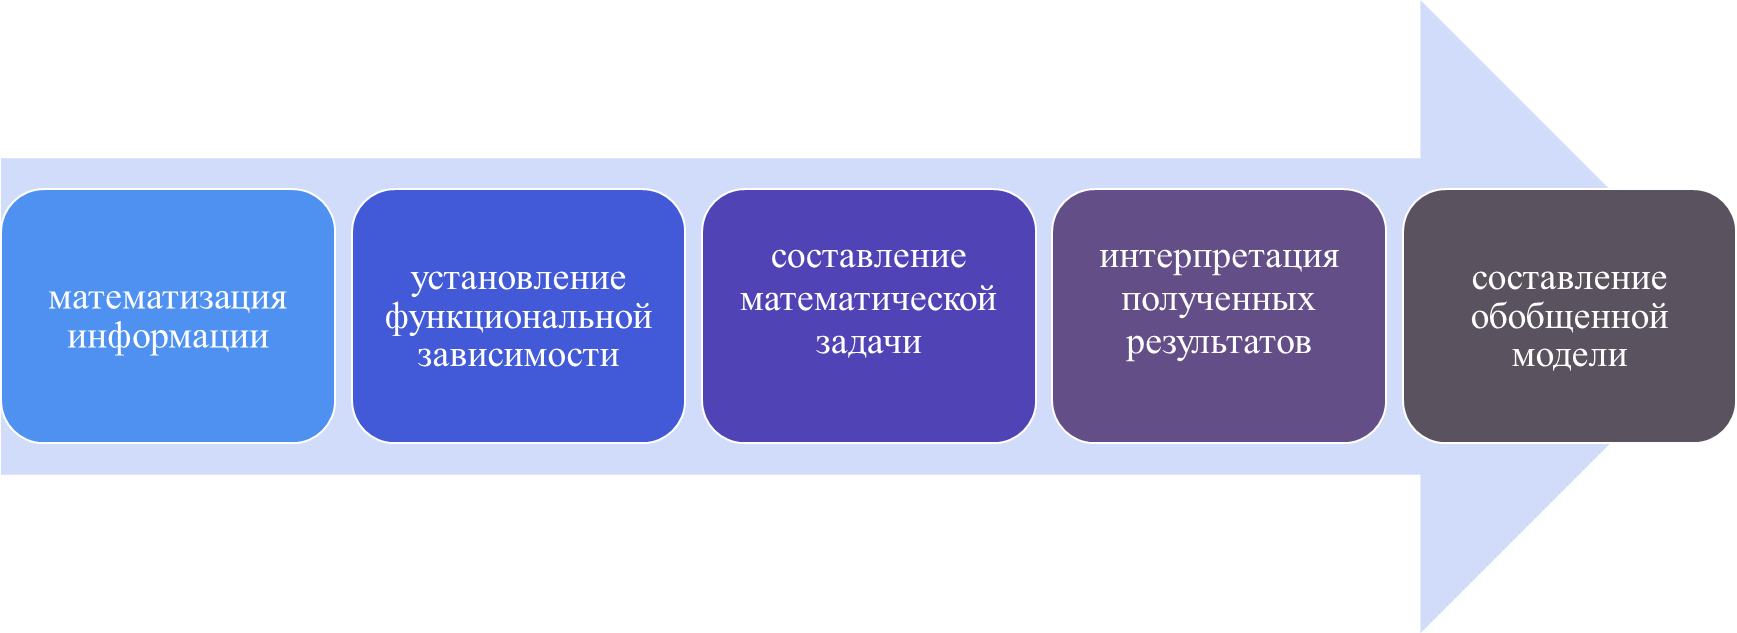 математизация
информации
установление
функциональной
зависимости
составление
математической
задачи
интерпретация
полученных
результатов
составление
обобщенной
модели